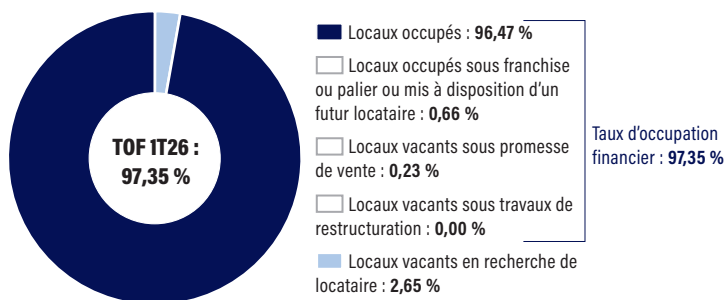 TOF 1T26 :
97,35 %
Locaux occupés : 96,47 %
Locaux occupés sous franchise
ou palier ou mis à disposition d'un
futur locataire : 0,66 %
Locaux vacants sous promesse
de vente : 0,23 %
Locaux vacants sous travaux de
restructuration : 0,00 %
Locaux vacants en recherche de
locataire : 2,65 %
Taux d'occupation
financier : 97,35 %